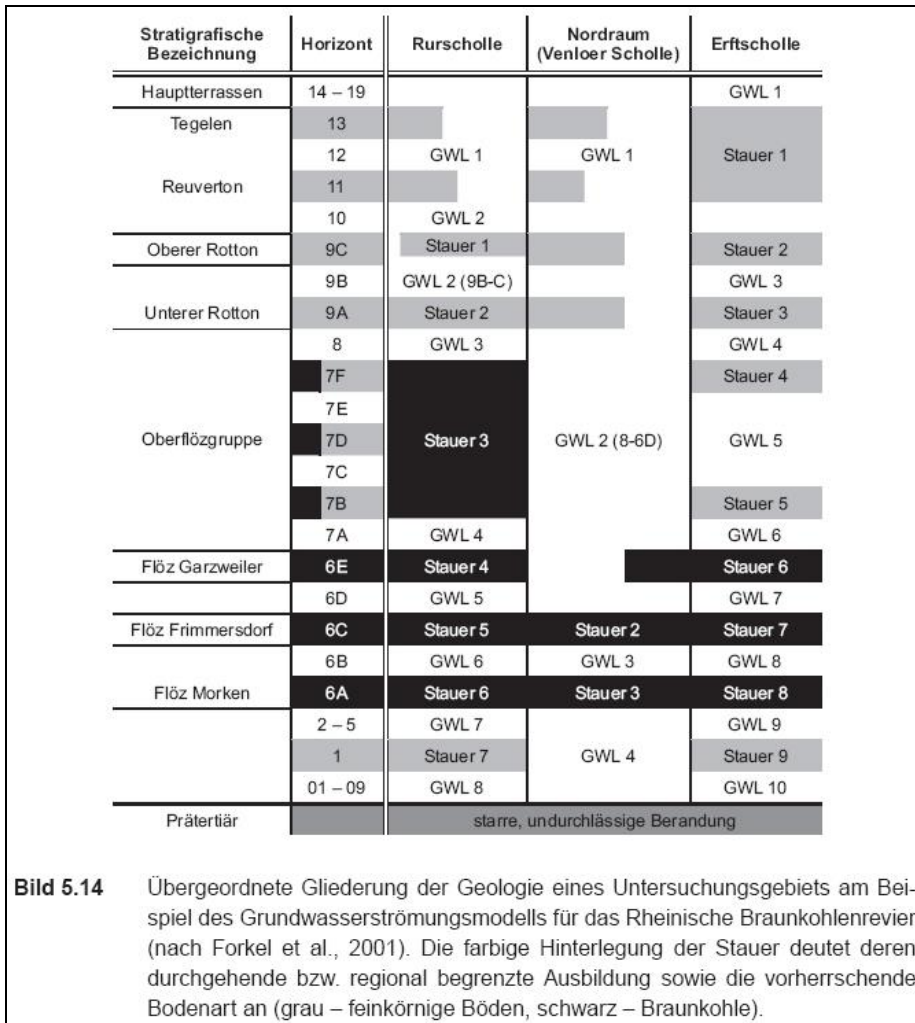 Stratigrafische Bezeichnung Horizont Rurscholle Nordraum (Venloer Scholle) Erftscholle
Hauptterrassen 14 – 19 GWL 1
Tegelen 13
12 GWL 1 GWL 1 Stauer 1
Reuverton 11
10 GWL 2
Oberer Rotton 9C Stauer 1 Stauer 2
9B GWL 2 (9B-C) GWL 3
Unterer Rotton 9A Stauer 2 Stauer 3
8 GWL 3 GWL 4
7F Stauer 4
7E
Oberflözgruppe 7D Stauer 3 GWL 2 (8-6D) GWL 5
7C
7B Stauer 5
7A GWL 4 GWL 6
Flöz Garzweiler 6E Stauer 4 Stauer 6
6D GWL 5 GWL 7
Flöz Frimmersdorf 6C Stauer 5 Stauer 2 Stauer 7
6B GWL 6 GWL 3 GWL 8
Flöz Morken 6A Stauer 6 Stauer 3 Stauer 8
2 – 5 GWL 7 GWL 9
1 Stauer 7 GWL 4 Stauer 9
01 – 09 GWL 8 GWL 10
Prätertiär starre, undurchlässige Berandung
Bild 5.14 Übergeordnete Gliederung der Geologie eines Untersuchungsgebiets am Bei-
spiel des Grundwasserströmungsmodells für das Rheinische Braunkohlenrevier
(nach Forkel et al., 2001). Die farbige Hinterlegung der Stauer deutet deren
durchgehende bzw. regional begrenzte Ausbildung sowie die vorherrschende
Bodenart an (grau – feinkörnige Böden, schwarz – Braunkohle).